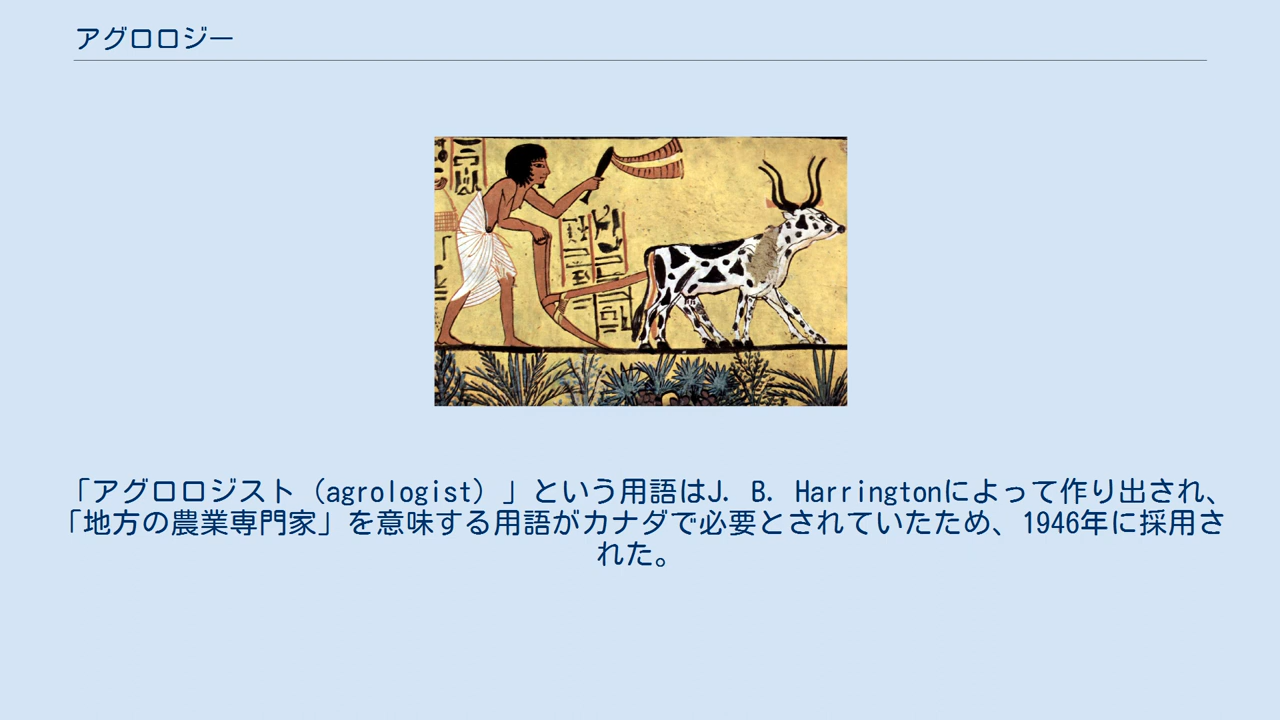 アグロロジー
「アグロロジスト（agrologist）」という用語はJ. B. Harringtonによって作り出され、
「地方の農業専門家」を意味する用語がカナダで必要とされていたため、1946年に採用さ
れた。